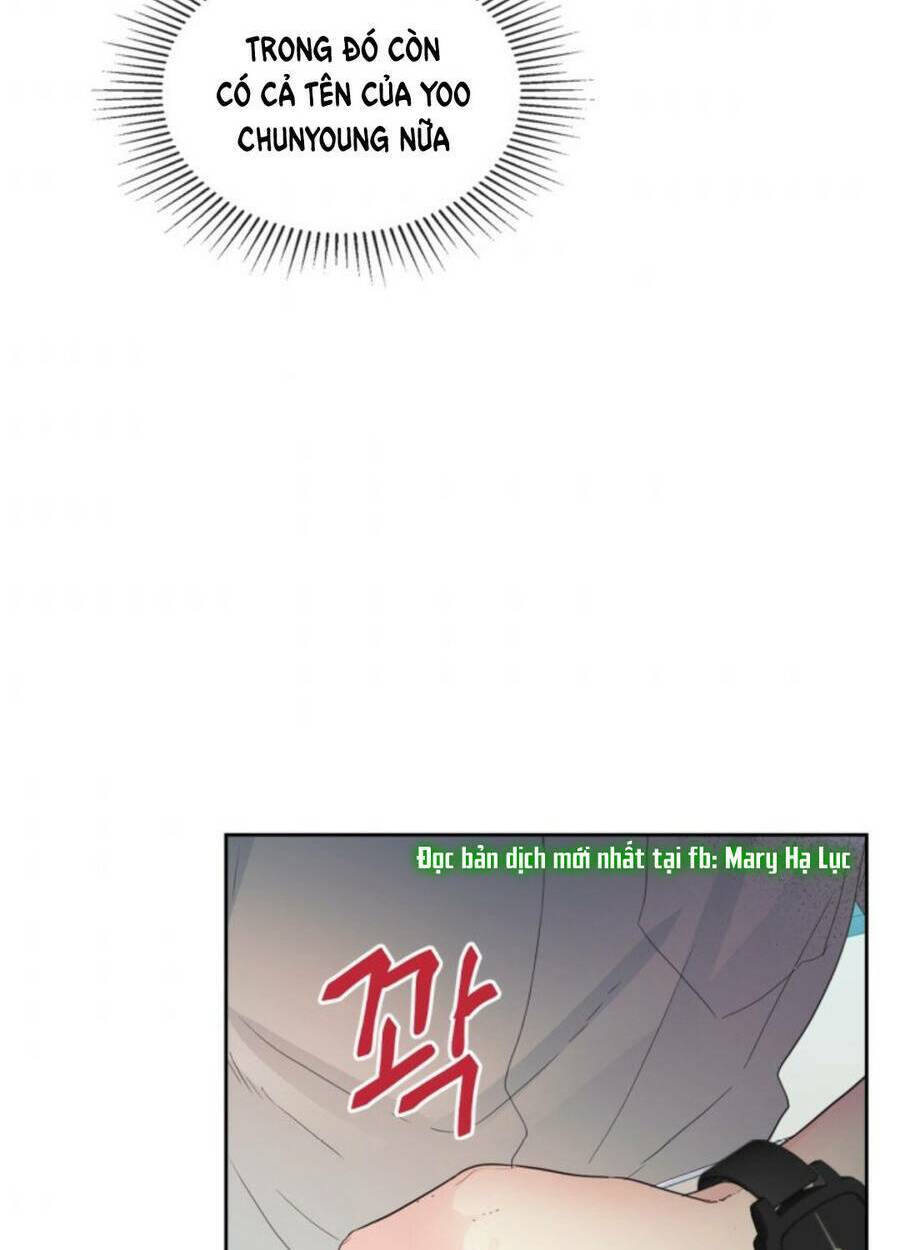 TRONG ĐÓ CÒN
CÓ CẢ TÊN CỦA YOO
CHUNYOUNG NỮA
Đọc bản dịch mới nhất tại fb: Mary Hạ Lục
꽉